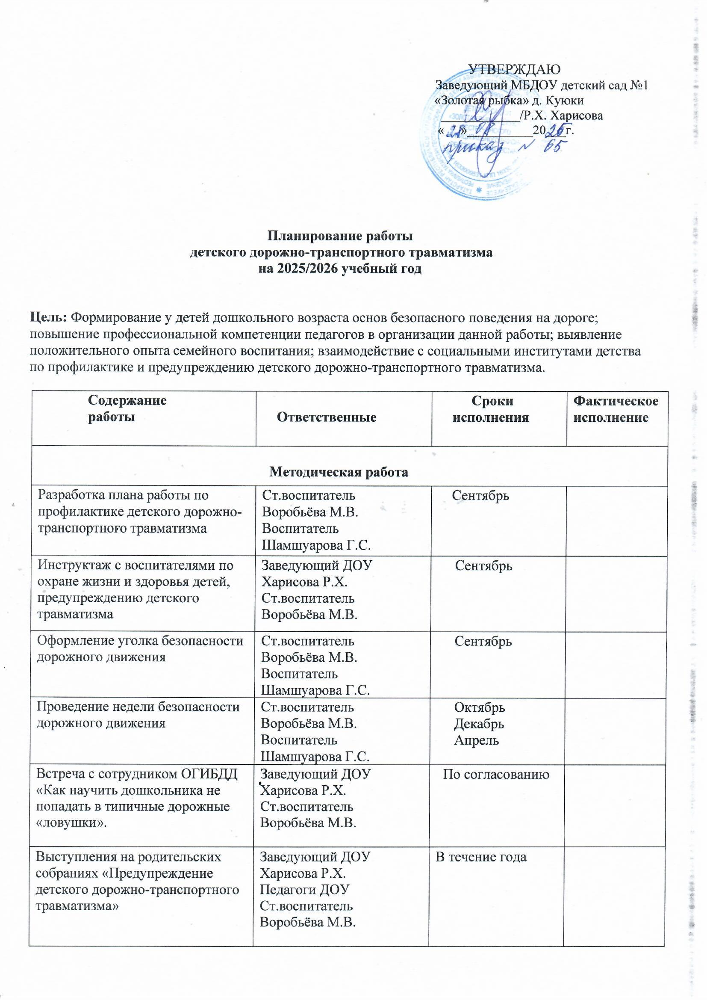 УТВЕРЖДАЮ
Заведующий МБДОУ детский сад №1
«Золотая рыбка» д. Куюки
/Р.Х. Харисова
« » 08 2025 г.
приказ № 65
Планирование работы
детского дорожно-транспортного травматизма
на 2025/2026 учебный год
Цель: Формирование у детей дошкольного возраста основ безопасного поведения на дороге;
повышение профессиональной компетенции педагогов в организации данной работы; выявление
положительного опыта семейного воспитания; взаимодействие с социальными институтами детства
по профилактике и предупреждению детского дорожно-транспортного травматизма.
Содержание
работы
Ответственные
Сроки
исполнения
Фактическое
исполнение
Методическая работа
Разработка плана работы по
профилактике детского дорожно-
транспортного травматизма
Ст.воспитатель
Воробьёва М.В.
Воспитатель
Шамшуарова Г.С.
Сентябрь
Инструктаж с воспитателями по
охране жизни и здоровья детей,
предупреждению детского
травматизма
Заведующий ДОУ
Харисова Р.Х.
Ст.воспитатель
Воробьёва М.В.
Сентябрь
Оформление уголка безопасности
дорожного движения
Ст.воспитатель
Воробьёва М.В.
Воспитатель
Шамшуарова Г.С.
Сентябрь
Проведение недели безопасности
дорожного движения
Ст.воспитатель
Воробьёва М.В.
Воспитатель
Шамшуарова Г.С.
Октябрь
Декабрь
Апрель
Встреча с сотрудником ОГИБДД
«Как научить дошкольника не
попадать в типичные дорожные
«ловушки».
Заведующий ДОУ
Харисова Р.Х.
Ст.воспитатель
Воробьёва М.В.
По согласованию
Выступления на родительских
собраниях «Предупреждение
детского дорожно-транспортного
травматизма»
Заведующий ДОУ
Харисова Р.Х.
Педагоги ДОУ
Ст.воспитатель
Воробьёва М.В.
В течение года